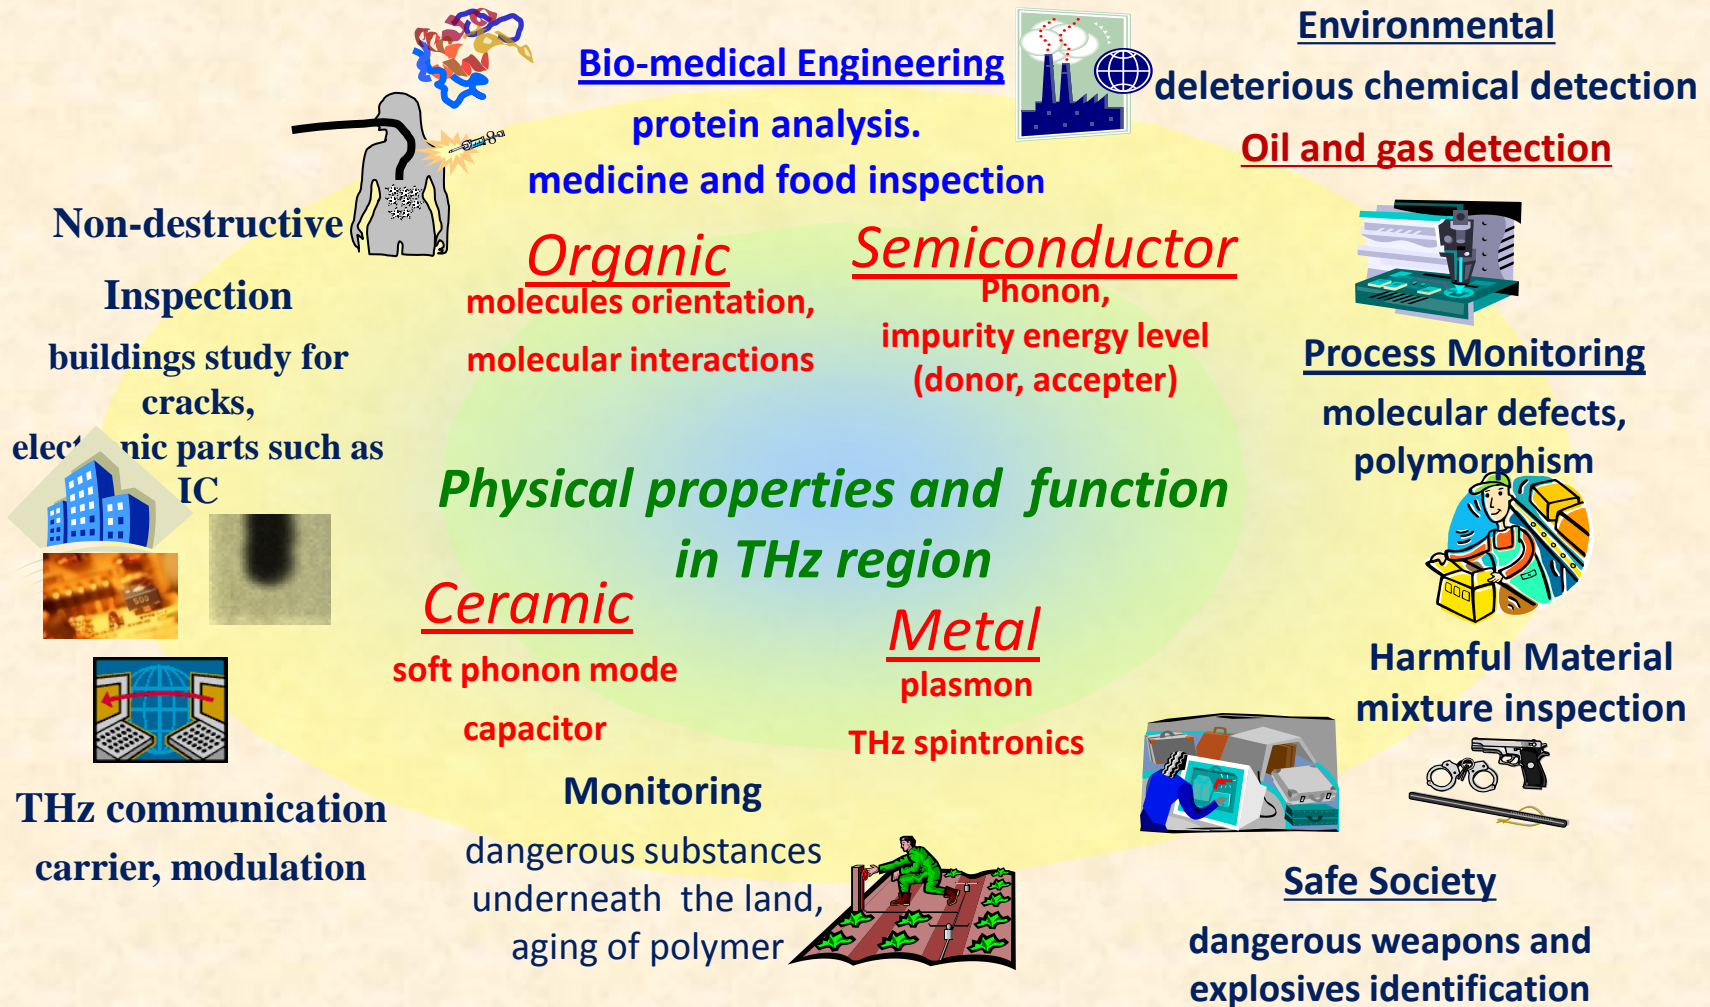 Bio-medical Engineering
protein analysis.
medicine and food inspection
Environmental
deleterious chemical detection
Oil and gas detection
Non-destructive
Inspection
buildings study for
cracks,
electronic parts such as
IC
Organic
molecules orientation,
molecular interactions
Semiconductor
Phonon,
impurity energy level
(donor, accepter)
Process Monitoring
molecular defects,
polymorphism
Physical properties and function
in THz region
Ceramic
soft phonon mode
capacitor
Metal
plasmon
THz spintronics
Harmful Material
mixture inspection
THz communication
carrier, modulation
Monitoring
dangerous substances
underneath the land,
aging of polymer
Safe Society
dangerous weapons and
explosives identification